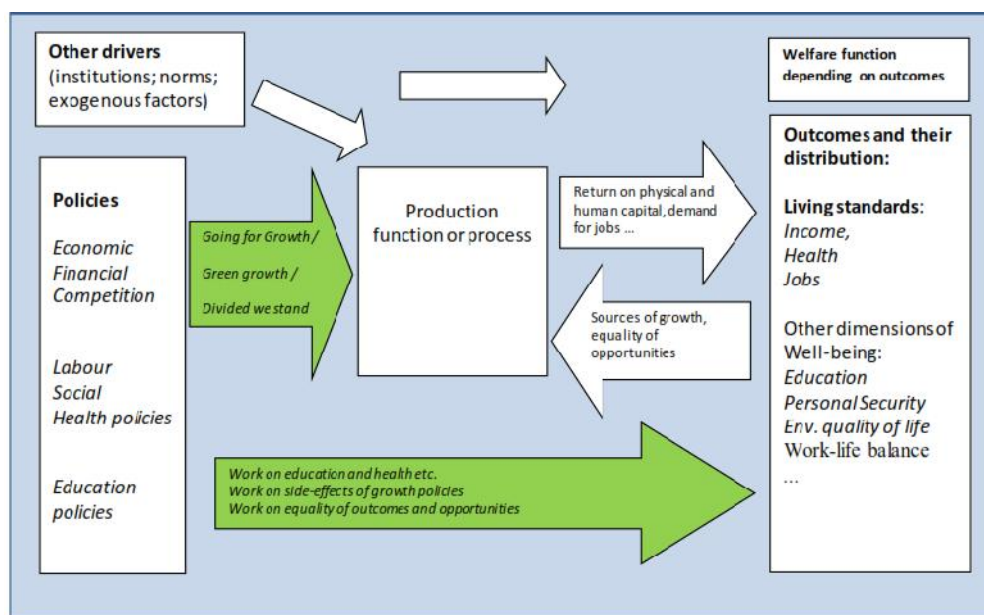 Other drivers
(institutions; norms;
exogenous factors)
Welfare function
depending on outcomes
Policies
Economic
Financial
Competition
Labour
Social
Health policies
Education
policies
Going for Growth /
Green growth /
Divided we stand
Production
function or process
Return on physical and
human capital, demand
for jobs ...
Sources of growth,
equality of
opportunities
Work on education and health etc.
Work on side-effects of growth policies
Work on equality of outcomes and opportunities
Outcomes and their
distribution:
Living standards:
Income,
Health
Jobs
Other dimensions of
Well-being:
Education
Personal Security
Env. quality of life
Work-life balance
...